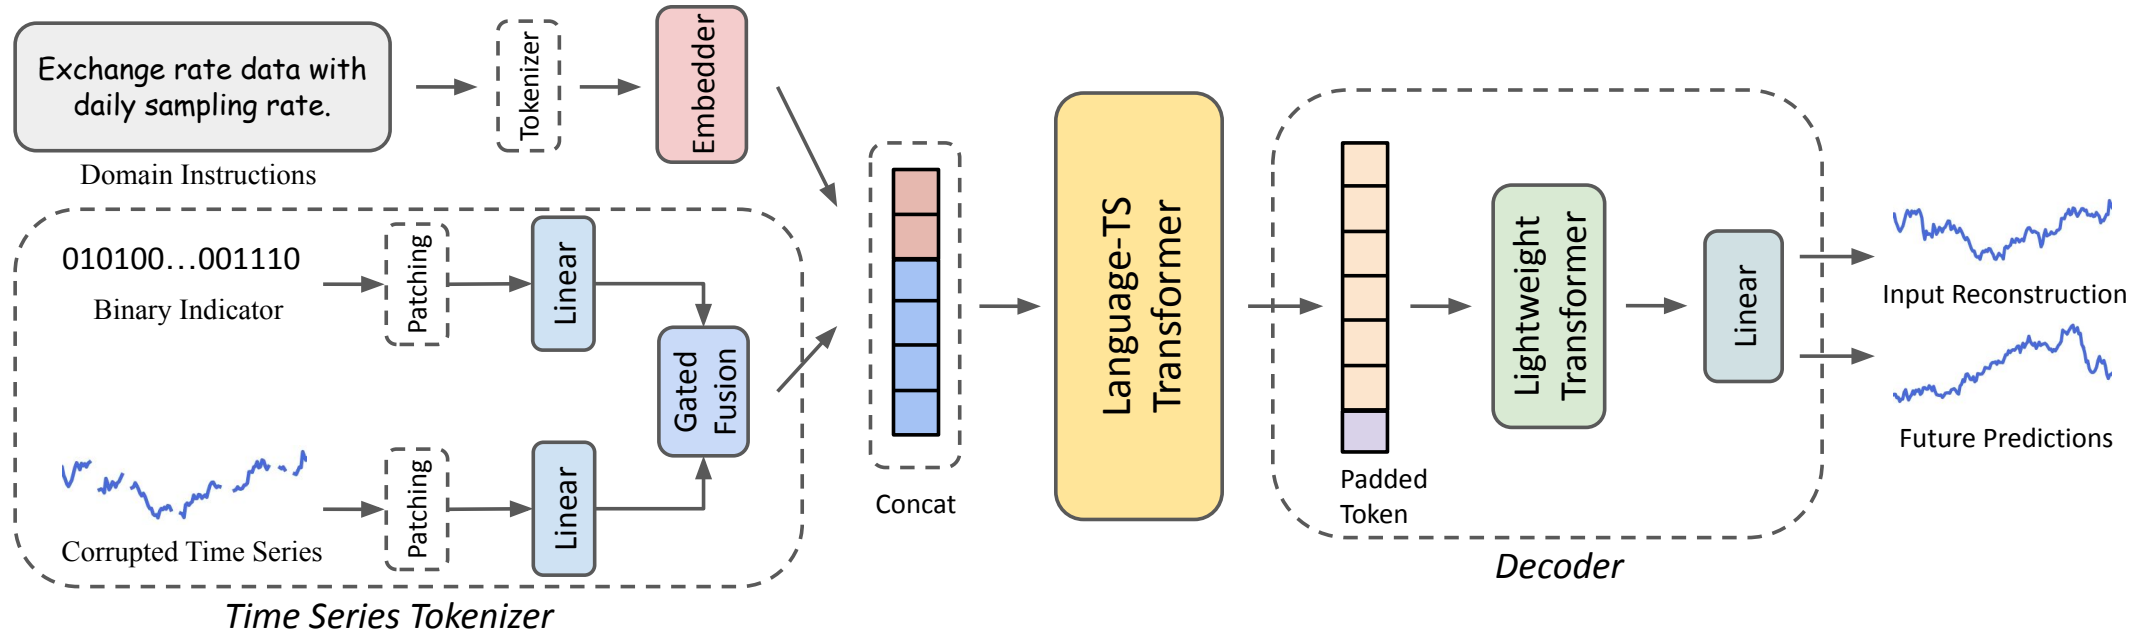 Exchange rate data with
daily sampling rate.
Domain Instructions
Tokenizer
Embedder
010100...001110
Binary Indicator
Patching
Linear
Gated
Fusion
Corrupted Time Series
Patching
Linear
Time Series Tokenizer
Concat
Language-TS
Transformer
Padded
Token
Lightweight
Transformer
Linear
Decoder
Input Reconstruction
Future Predictions